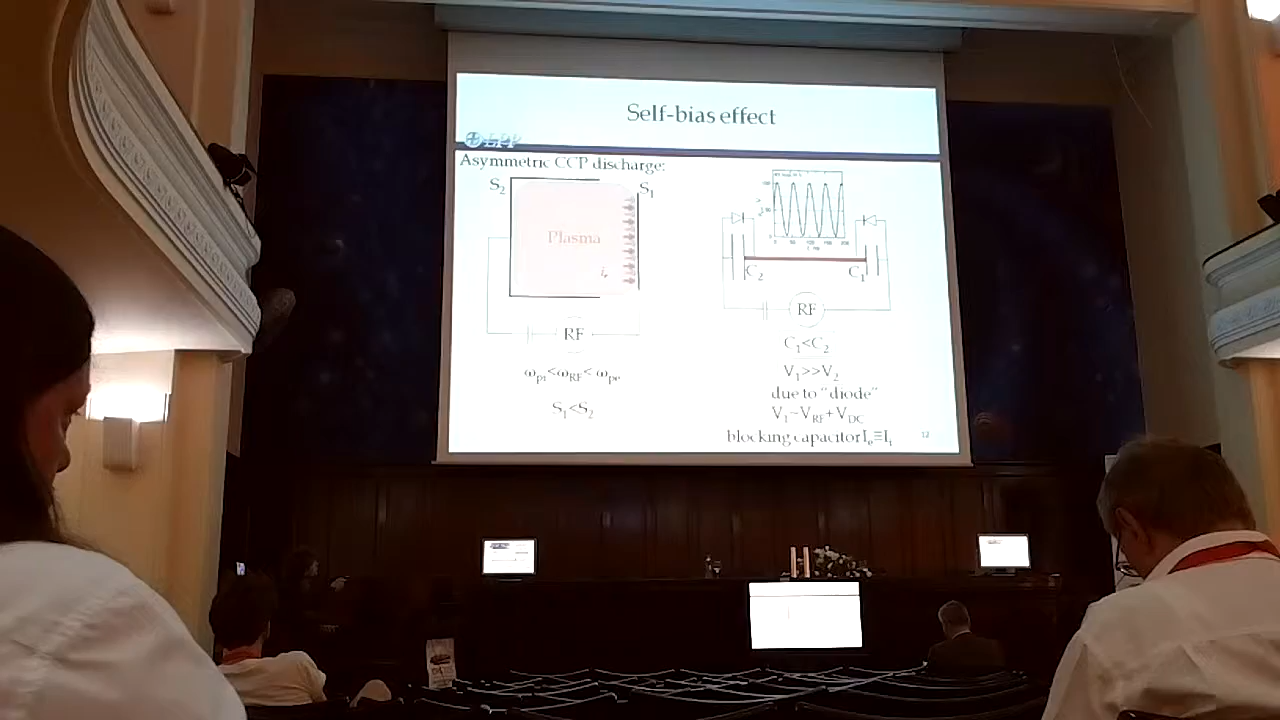 Self-bias effect
LPP
Asymmetric CCP discharge:
S2
S1
Plasma
RF
ωpi<ωRF<ωpe
S1<S2
C2
C1
RF
C1<C2
V1>>V2
due to "diode"
V1~VRF+VDC
blocking capacitor Ie≡Ii
12